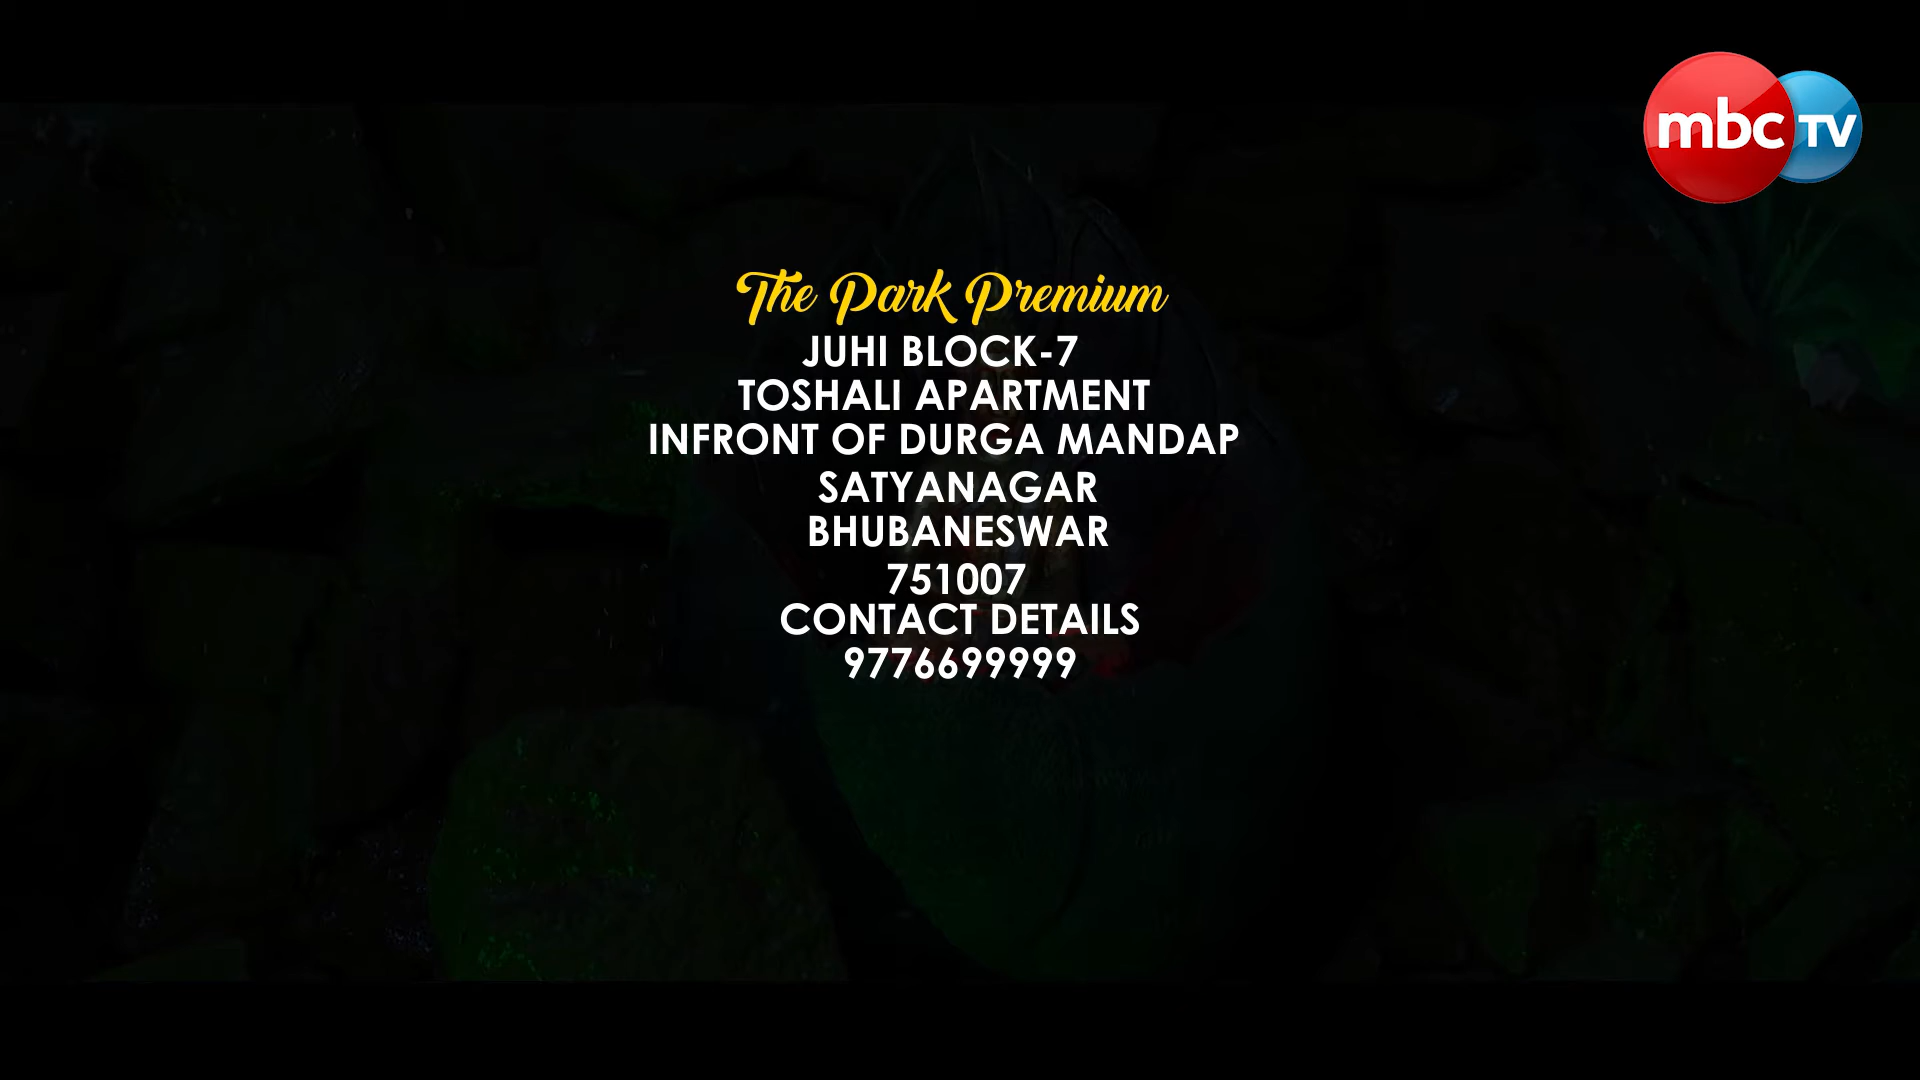 mbc TV
The Park Premium
JUHI BLOCK-7
TOSHALI APARTMENT
INFRONT OF DURGA MANDAP
SATYANAGAR
BHUBANESWAR
751007
CONTACT DETAILS
9776699999